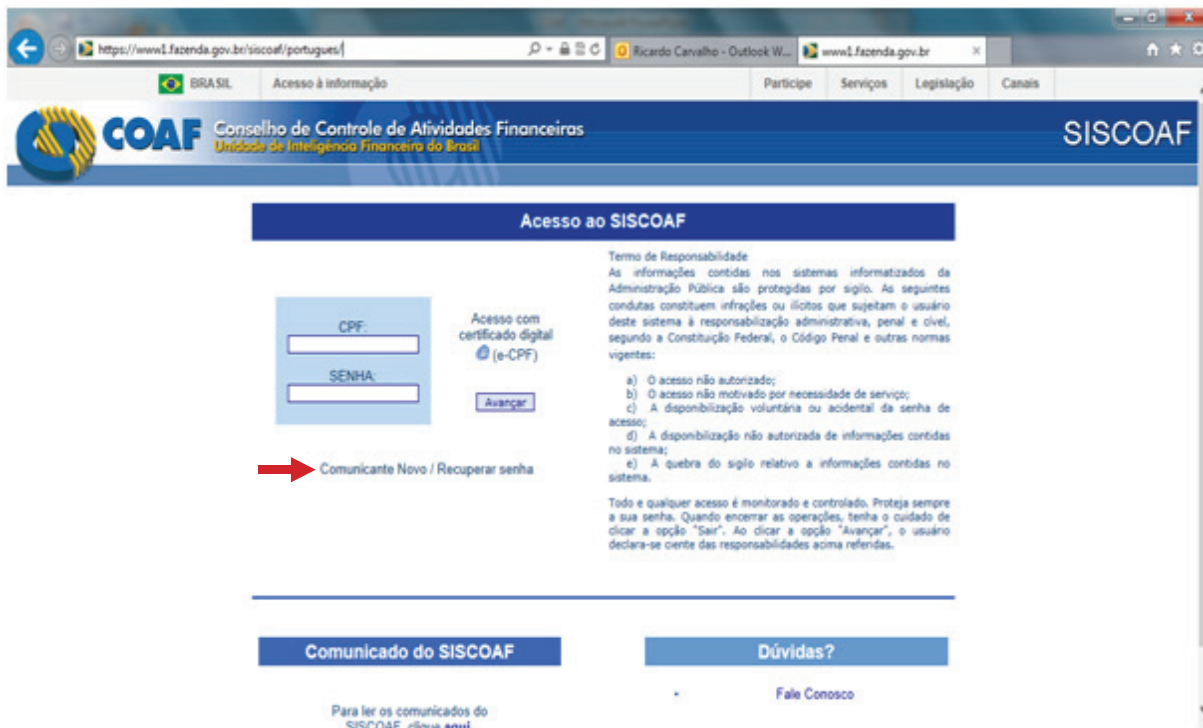 https://www1.fazenda.gov.br/siscoaf/portugues/
Ricardo Carvalho - Outlook W...
www1.fazenda.gov.br
BRASIL
Acesso à informação
Participe
Serviços
Legislação
Canais
COAF
Conselho de Controle de Atividades Financeiras
Unidade de Inteligência Financeira do Brasil
SISCOAF
Acesso ao SISCOAF
CPF:
SENHA:
Acesso com
certificado digital
(e-CPF)
Avançar
Comunicante Novo / Recuperar senha
Termo de Responsabilidade
As informações contidas nos sistemas informatizados da
Administração Pública são protegidas por sigilo. As seguintes
condutas constituem infrações ou ilícitos que sujeitam o usuário
deste sistema à responsabilização administrativa, penal e cível,
segundo a Constituição Federal, o Código Penal e outras normas
vigentes:
a) O acesso não autorizado;
b) O acesso não motivado por necessidade de serviço;
c) A disponibilização voluntária ou acidental da senha de
acesso;
d) A disponibilização não autorizada de informações contidas
no sistema;
e) A quebra do sigilo relativo a informações contidas no
sistema.
Todo e qualquer acesso é monitorado e controlado. Proteja sempre
a sua senha. Quando encerrar as operações, tenha o cuidado de
clicar a opção "Sair". Ao clicar a opção "Avançar", o usuário
declara-se ciente das responsabilidades acima referidas.
Comunicado do SISCOAF
Para ler os comunicados do
SISCOAF, clique aqui
Dúvidas?
Fale Conosco